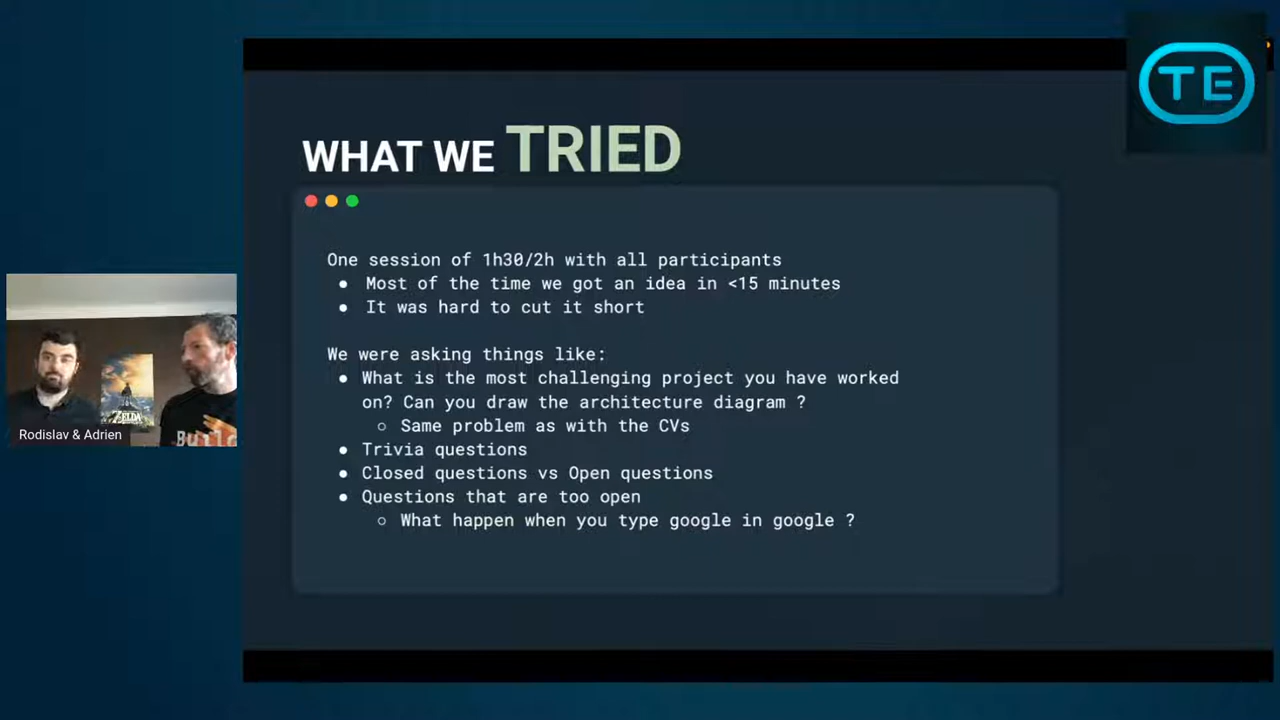 TE
WHAT WE TRIED
One session of 1h30/2h with all participants
● Most of the time we got an idea in <15 minutes
● It was hard to cut it short
We were asking things like:
● What is the most challenging project you have worked
on? Can you draw the architecture diagram ?
○ Same problem as with the CVs
● Trivia questions
● Closed questions vs Open questions
● Questions that are too open
○ What happen when you type google in google ?
ZELDA
Build
Rodislav & Adrien